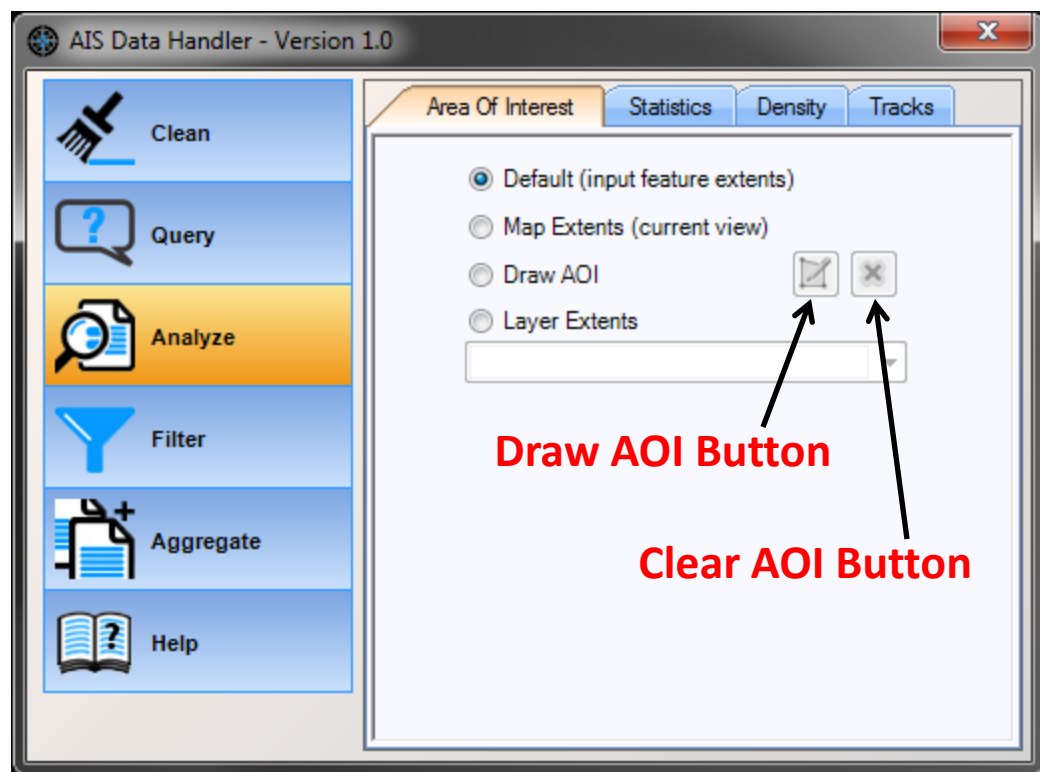 AIS Data Handler - Version 1.0
Clean
Query
Analyze
Filter
Aggregate
Help
Area Of Interest
Statistics
Density
Tracks
Default (input feature extents)
Map Extents (current view)
Draw AOI
Layer Extents
Draw AOI Button
Clear AOI Button